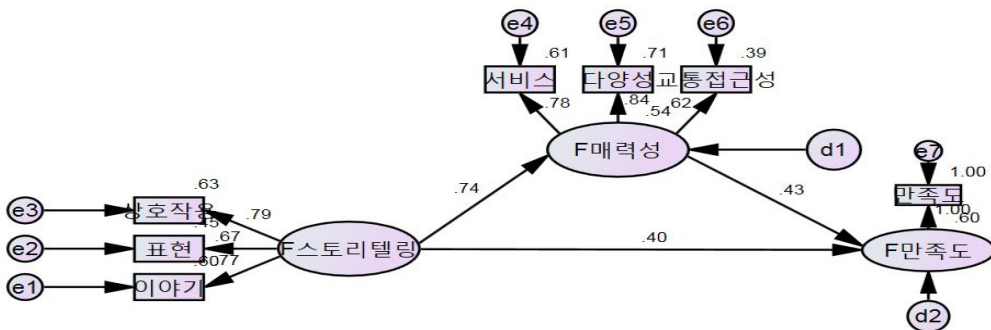 e4
e5
e6
.61
.71
.39
서비스
다양성
교통접근성
.78
.84
.54
.62
F매력성
d1
e7
1.00
만족도
1.00
.60
.74
.43
.63
e3
상호작용
.79
.45
e2
표현
.67
F스토리텔링
.40
F만족도
.60
.77
e1
이야기
d2